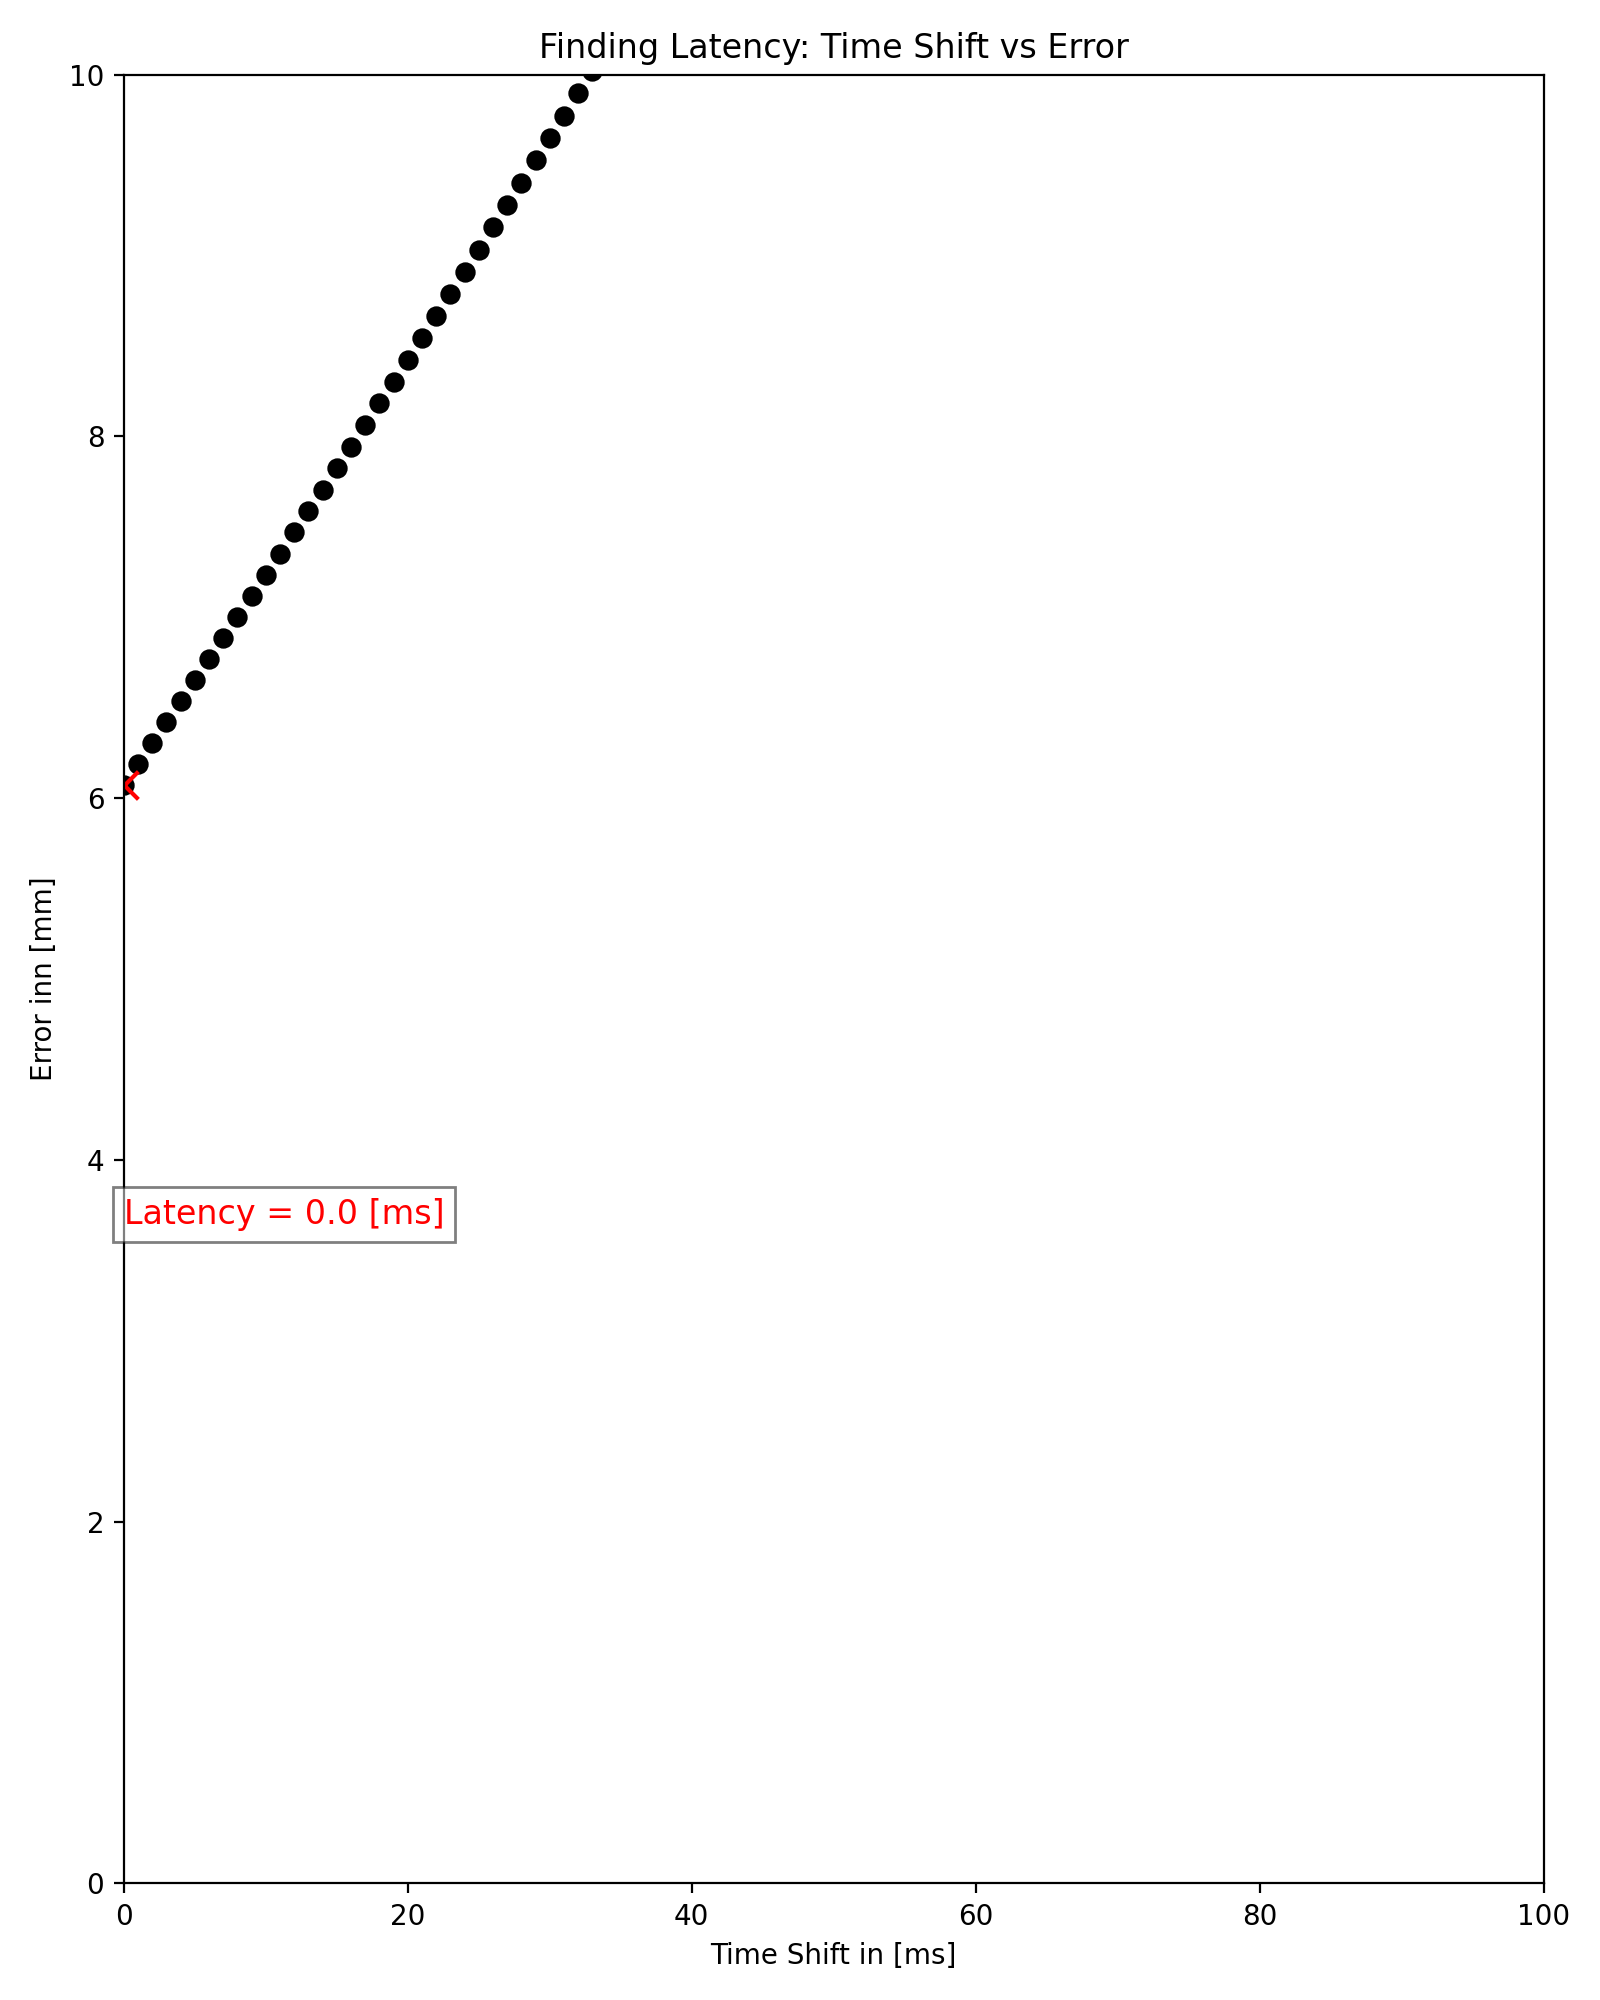 Finding Latency: Time Shift vs Error
10
8
6
4
2
0
Error inn [mm]
Latency = 0.0 [ms]
0 20 40 60 80 100
Time Shift in [ms]